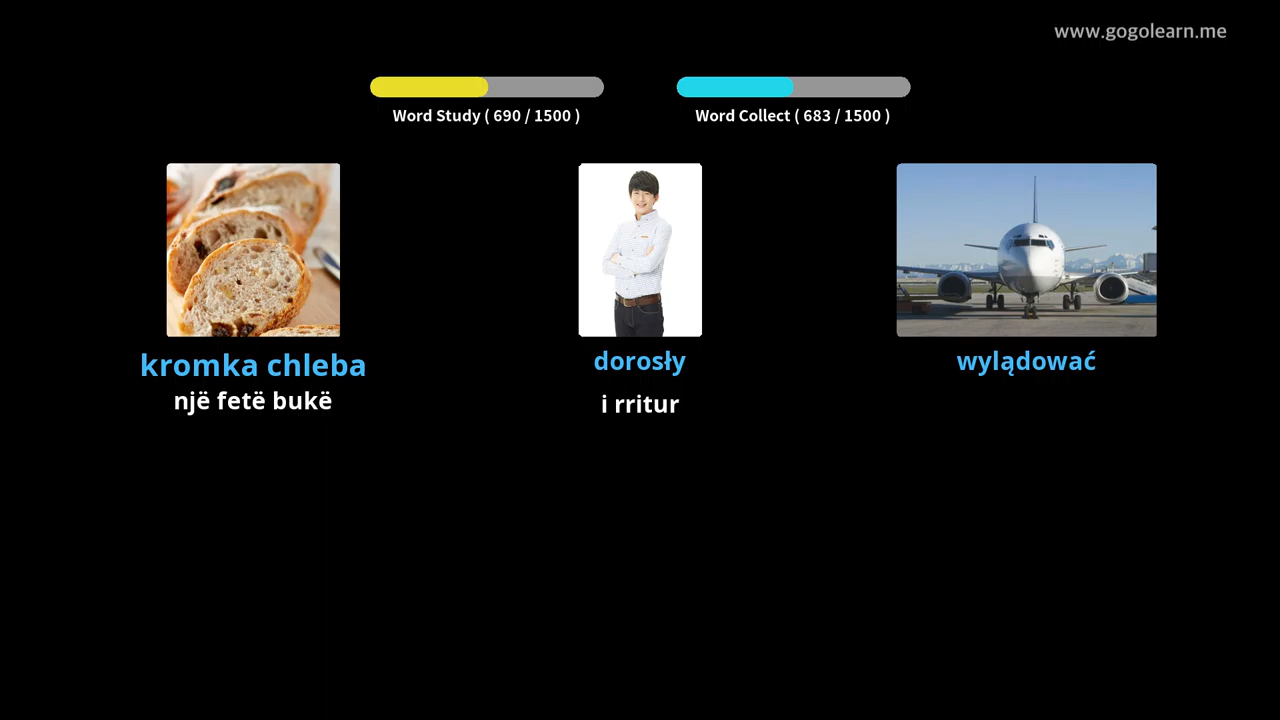 www.gogolearn.me
Word Study ( 690 / 1500 )
Word Collect ( 683 / 1500 )
kromka chleba
një fetë bukë
dorosły
i rritur
wylądować